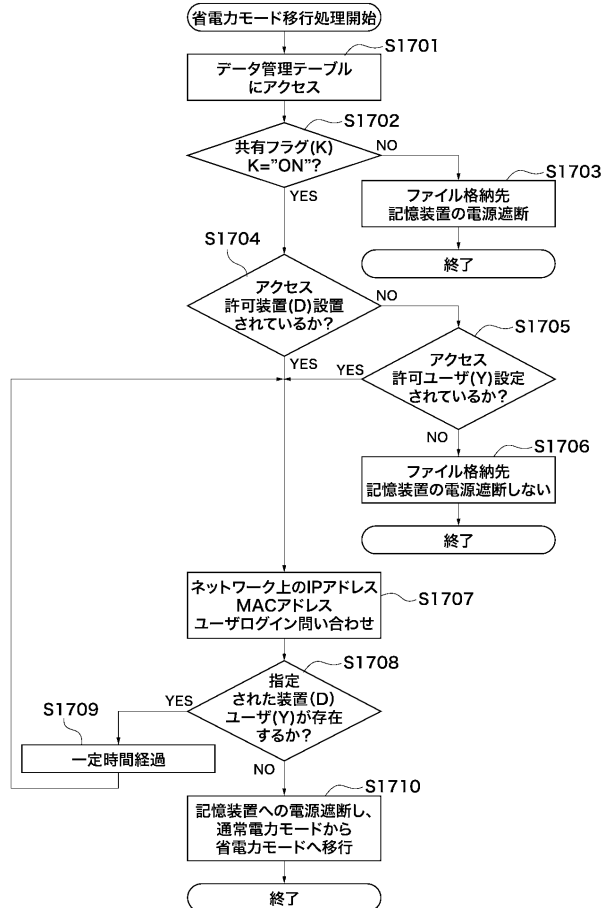 省電力モード移行処理開始
S1701
データ管理テーブル
にアクセス
S1702
共有フラグ(K)
K="ON"?
NO
YES
S1703
ファイル格納先
記憶装置の電源遮断
終了
S1704
アクセス
許可装置(D)設置
されているか?
NO
YES
S1705
アクセス
許可ユーザ(Y)設定
されているか?
YES
NO
S1706
ファイル格納先
記憶装置の電源遮断しない
終了
ネットワーク上のIPアドレス
MACアドレス
ユーザログイン問い合わせ
S1707
S1708
指定
された装置(D)
ユーザ(Y)が存在
するか?
YES
NO
S1709
一定時間経過
S1710
記憶装置への電源遮断し、
通常電力モードから
省電力モードへ移行
終了